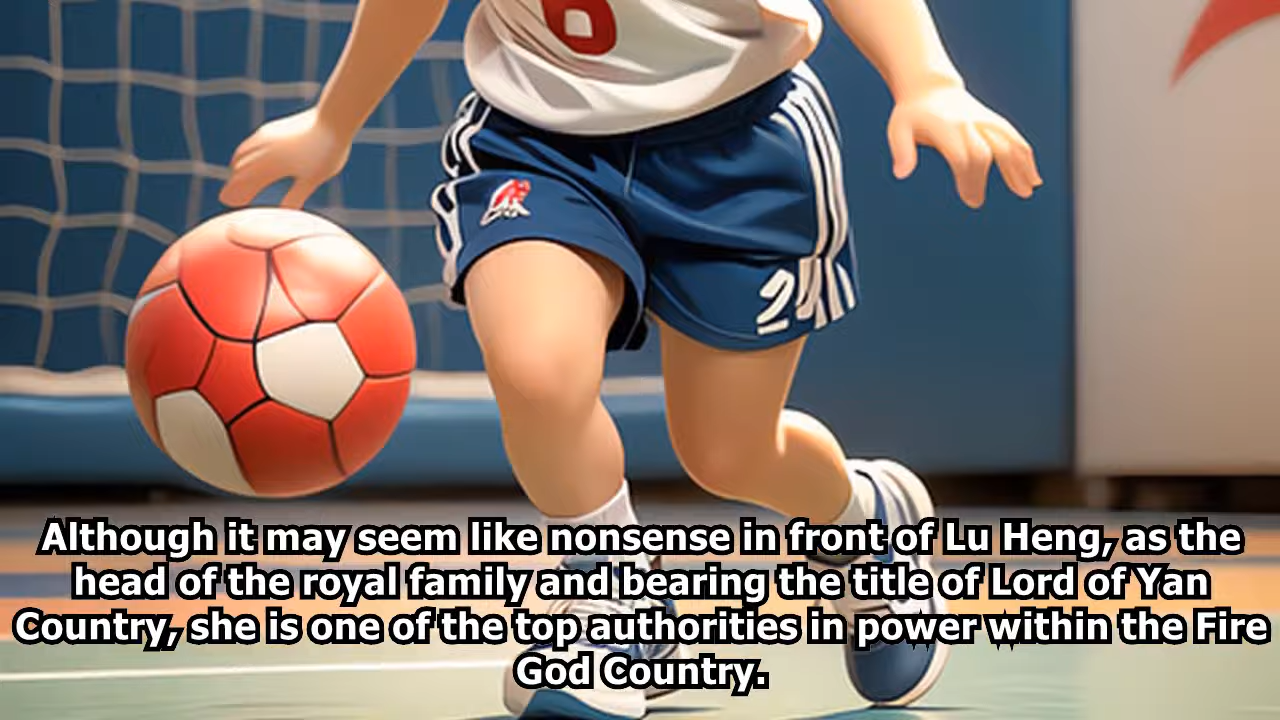 6
24
Although it may seem like nonsense in front of Lu Heng, as the
head of the royal family and bearing the title of Lord of Yan
Country, she is one of the top authorities in power within the Fire
God Country.